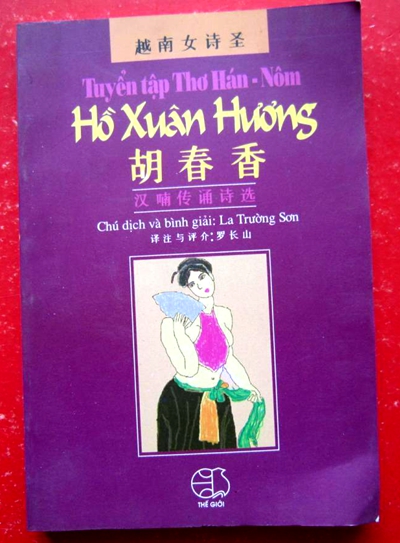 越南女诗圣
Tuyển tập Thơ Hán - Nôm
Hồ Xuân Hương
胡春香
汉喃传诵诗选
Chú dịch và bình giải: La Trường Sơn
译注与评介:罗长山
THẾ GIỚI